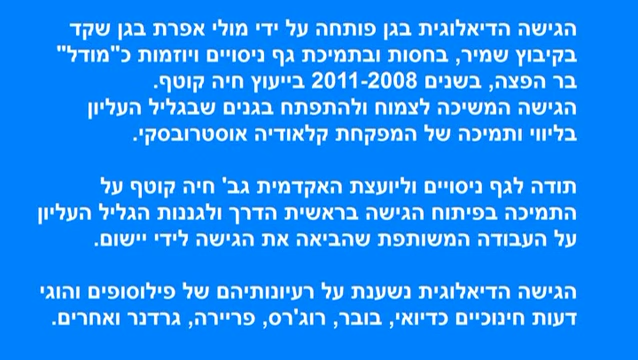 הגישה הדיאלוגית בגן פותחה על ידי מולי אפרת בגן שקד
בקיבוץ שמיר, בחסות ובתמיכת גף ניסויים ויוזמות כ"מודל"
בר הפצה, בשנים 2011-2008 בייעוץ חיה קוטף.
הגישה המשיכה לצמוח ולהתפתח בגנים שבגליל העליון
בליווי ותמיכה של המפקחת קלאודיה אוסטרובסקי.
תודה לגף ניסויים וליועצת האקדמית גב' חיה קוטף על
התמיכה בפיתוח הגישה בראשית הדרך ולגננות הגליל העליון
על העבודה המשותפת שהביאה את הגישה לידי יישום.
הגישה הדיאלוגית נשענת על רעיונותיהם של פילוסופים והוגי
דעות חינוכיים כדיואי, בובר, רוג'רס, פריירה, גרדנר ואחרים.